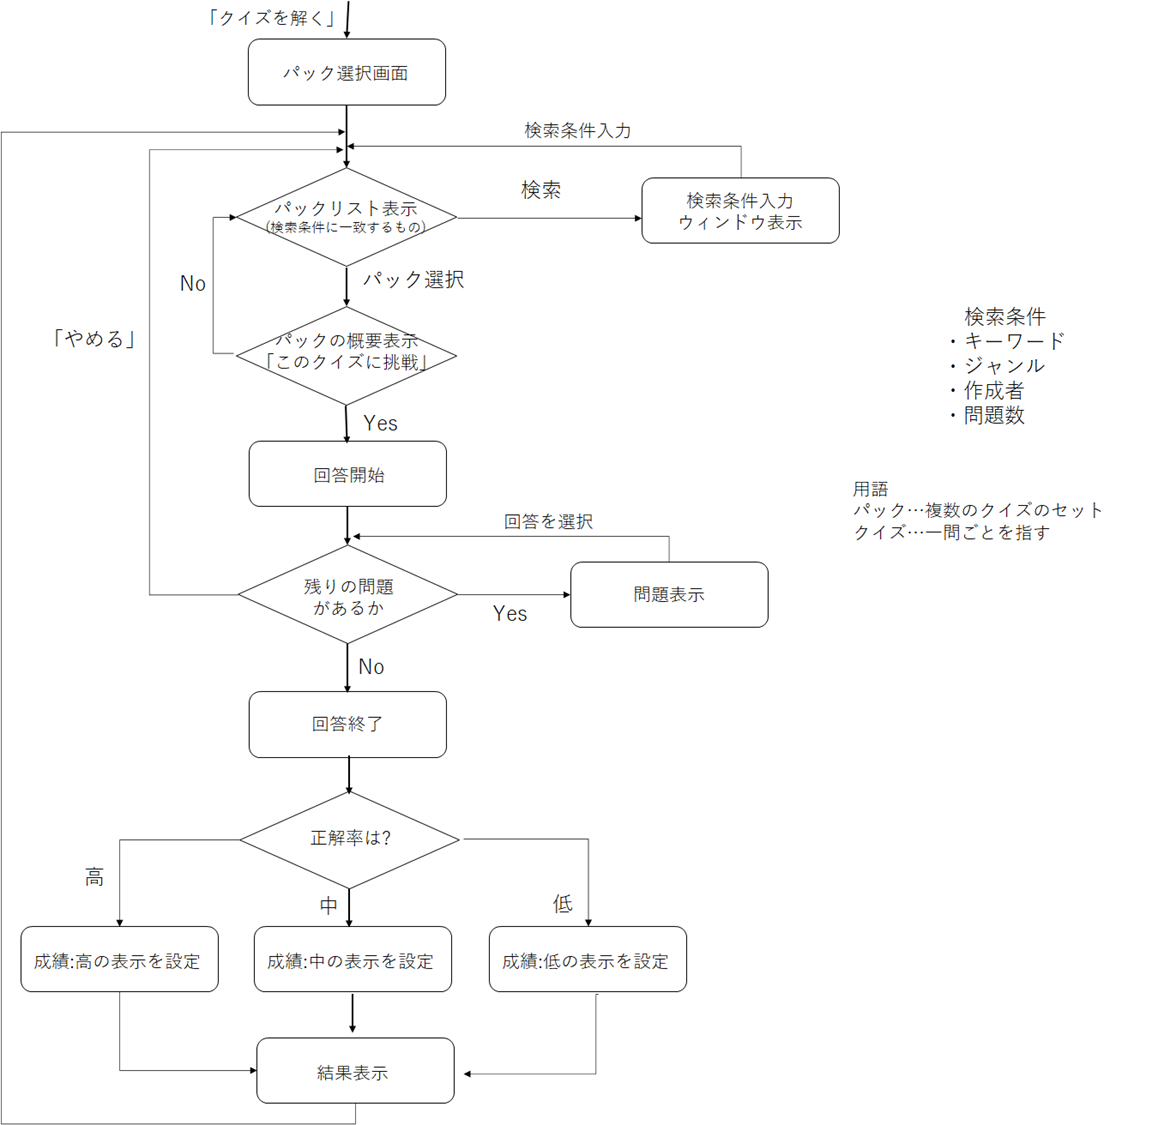 「クイズを解く」
パック選択画面
検索条件入力
検索
検索条件入力
ウィンドウ表示
パックリスト表示
(検索条件に一致するもの)
No
パック選択
「やめる」
パックの概要表示
「このクイズに挑戦」
検索条件
・キーワード
・ジャンル
・作成者
・問題数
Yes
回答開始
用語
パック…複数のクイズのセット
クイズ…一問ごとを指す
回答を選択
残りの問題
があるか
Yes
問題表示
No
回答終了
正解率は?
高
中
低
成績:高の表示を設定
成績:中の表示を設定
成績:低の表示を設定
結果表示